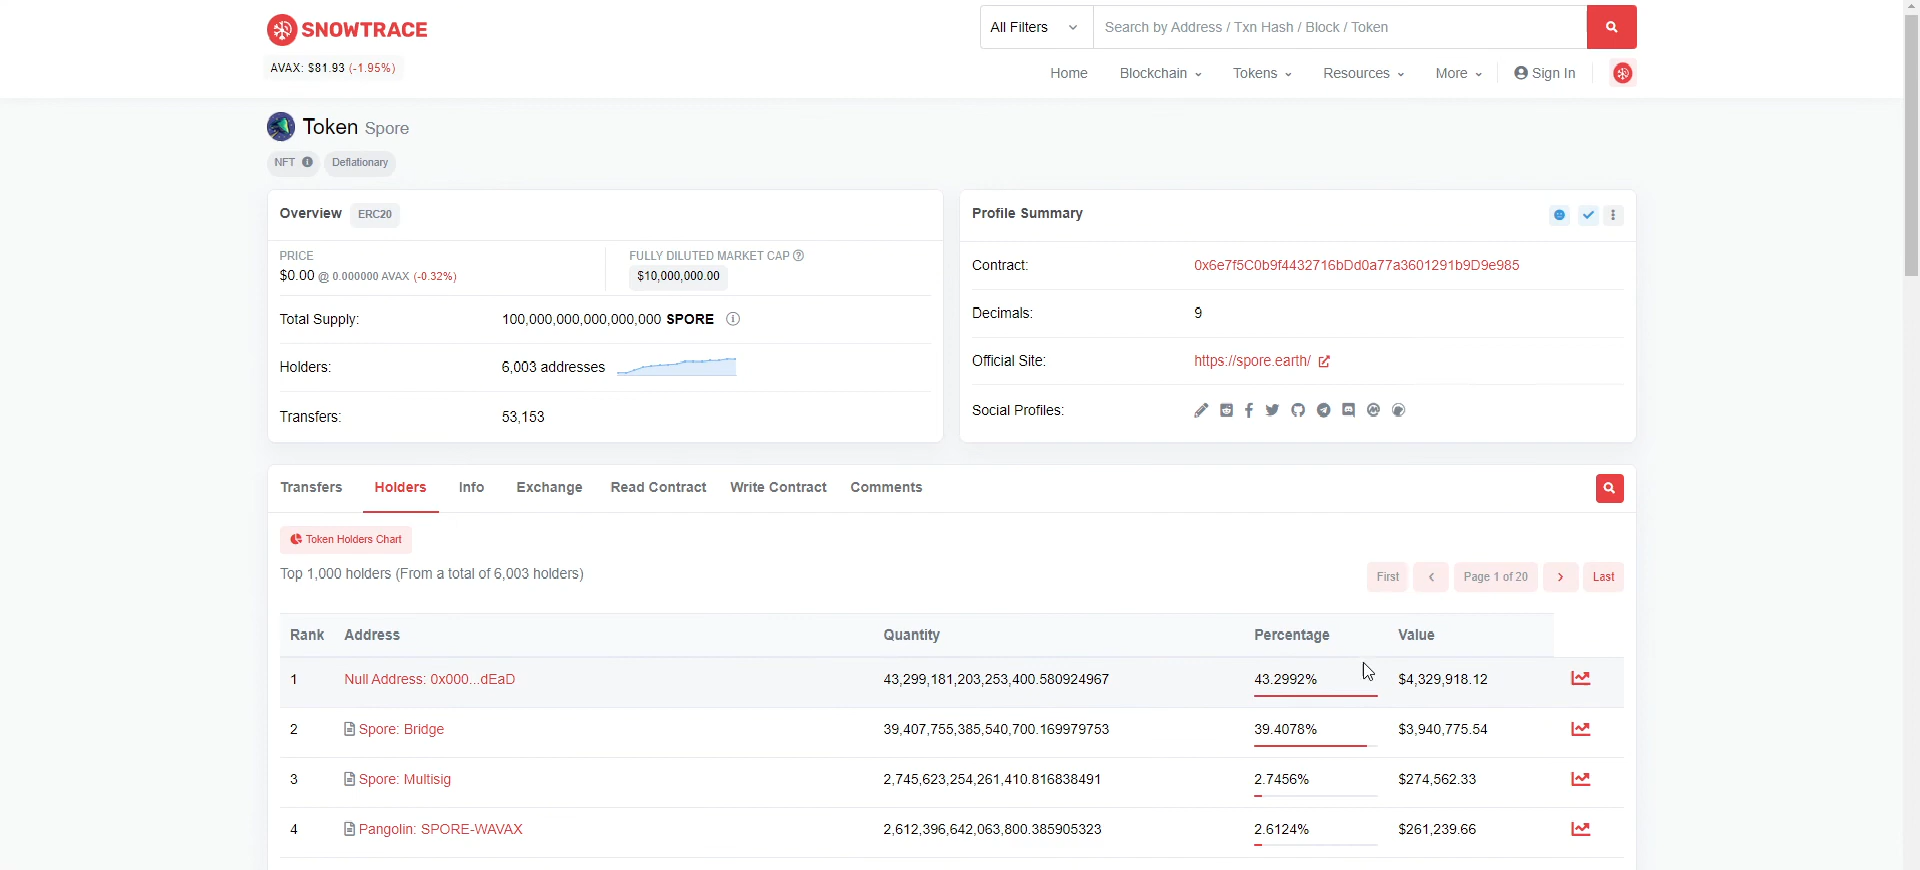 SNOWTRACE
AVAX: $81.93 (-1.95%)
All Filters
Search by Address / Txn Hash / Block / Token
Home
Blockchain
Tokens
Resources
More
Sign In
Token Spore
NFT
Deflationary
Overview ERC20
PRICE
$0.00 @ 0.000000 AVAX (-0.32%)
FULLY DILUTED MARKET CAP
$10,000,000.00
Total Supply: 100,000,000,000,000,000 SPORE
Holders: 6,003 addresses
Transfers: 53,153
Profile Summary
Contract: 0x6e7f5C0b9f4432716bDd0a77a3601291b9D9e985
Decimals: 9
Official Site: https://spore.earth/
Social Profiles:
Transfers
Holders
Info
Exchange
Read Contract
Write Contract
Comments
Token Holders Chart
Top 1,000 holders (From a total of 6,003 holders)
First
Page 1 of 20
Last
Rank Address Quantity Percentage Value
1 Null Address: 0x000...dEaD 43,299,181,203,253,400.580924967 43.2992% $4,329,918.12
2 Spore: Bridge 39,407,755,385,540,700.169979753 39.4078% $3,940,775.54
3 Spore: Multisig 2,745,623,254,261,410.816838491 2.7456% $274,562.33
4 Pangolin: SPORE-WAVAX 2,612,396,642,063,800.385905323 2.6124% $261,239.66